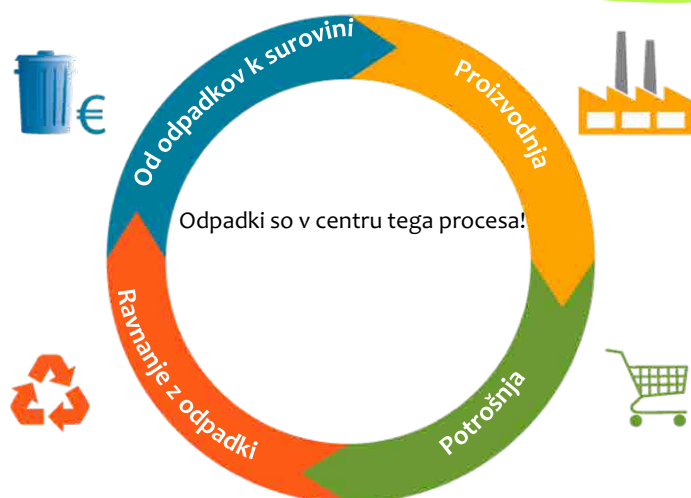 Od odpadkov k surovini
Proizvodnja
Odpadki so v centru tega procesa!
Ravnanje z odpadki
Potrošnja
€